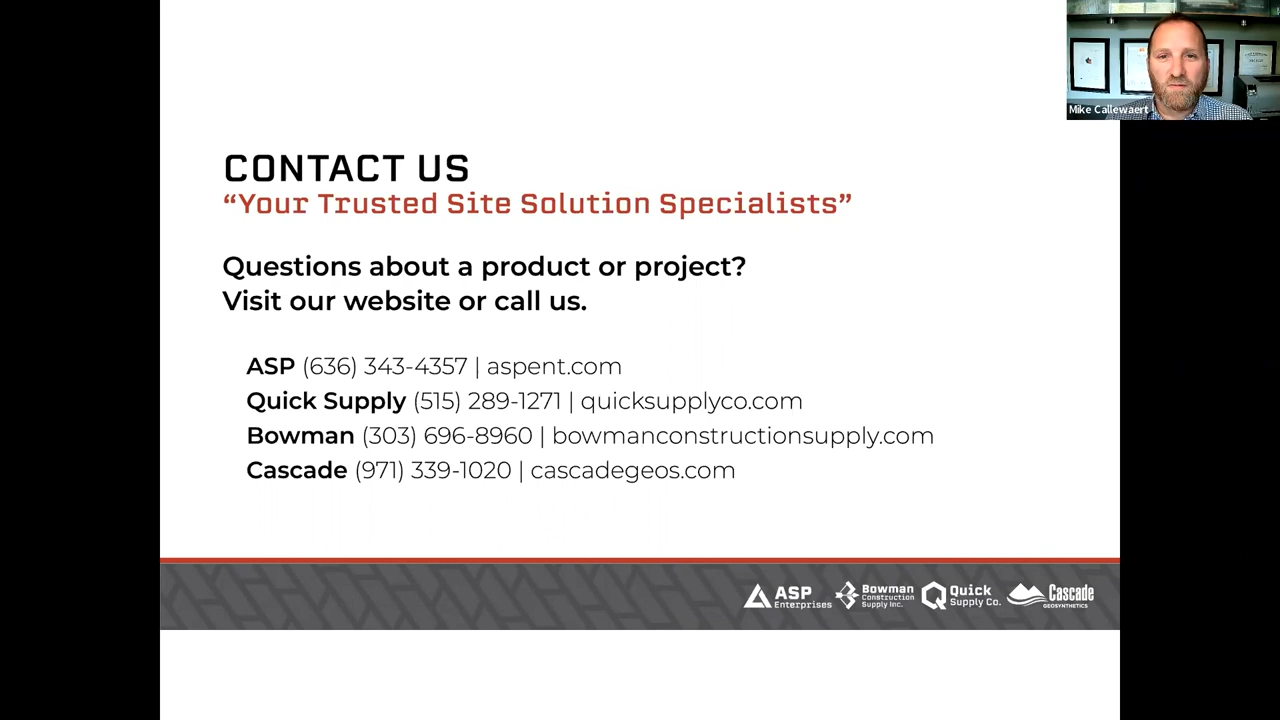 Mike Callewaert
CONTACT US
“Your Trusted Site Solution Specialists”
Questions about a product or project?
Visit our website or call us.
ASP (636) 343-4357 | aspent.com
Quick Supply (515) 289-1271 | quicksupplyco.com
Bowman (303) 696-8960 | bowmanconstructionsupply.com
Cascade (971) 339-1020 | cascadegeos.com
ASP
Enterprises
Bowman
Construction
Supply Inc.
Quick
Supply Co.
Cascade
GEOSYNTHETICS